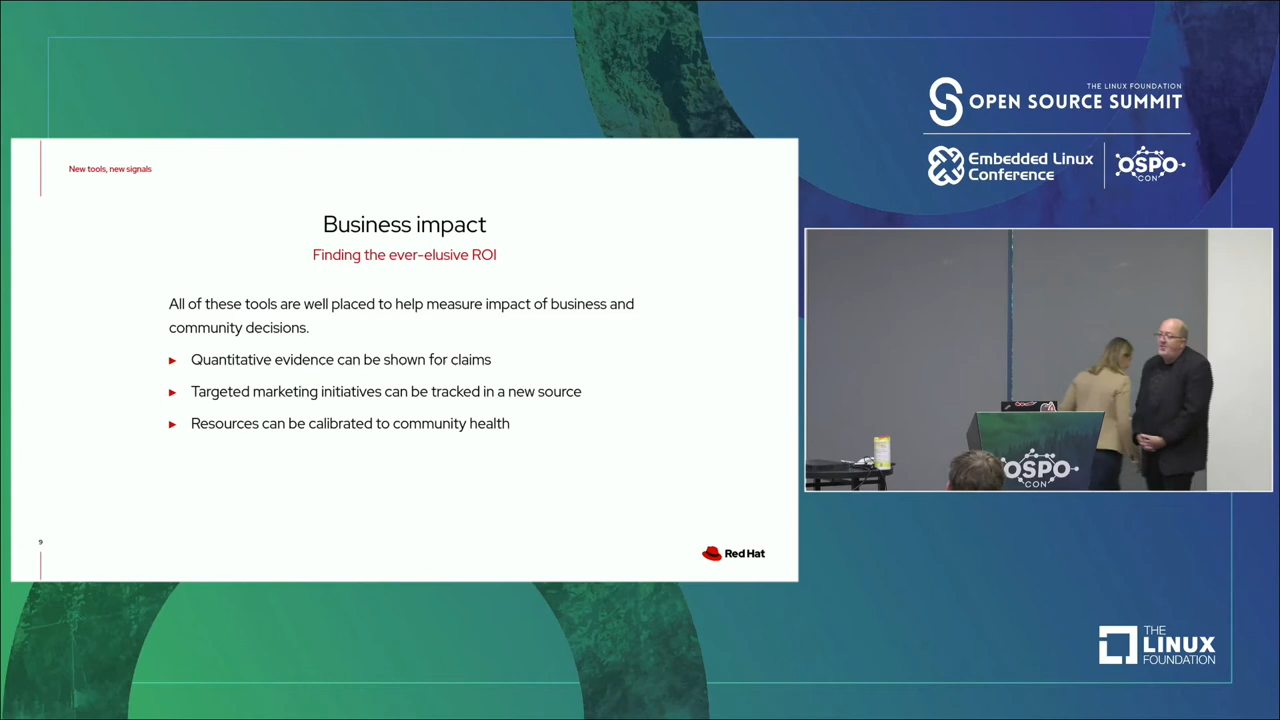 New tools, new signals
Business impact
Finding the ever-elusive ROI
All of these tools are well placed to help measure impact of business and
community decisions.
Quantitative evidence can be shown for claims
Targeted marketing initiatives can be tracked in a new source
Resources can be calibrated to community health
9
Red Hat
THE LINUX FOUNDATION
OPEN SOURCE SUMMIT
Embedded Linux
Conference
OSPO
CON
OSPO
CON
THE
LINUX
FOUNDATION